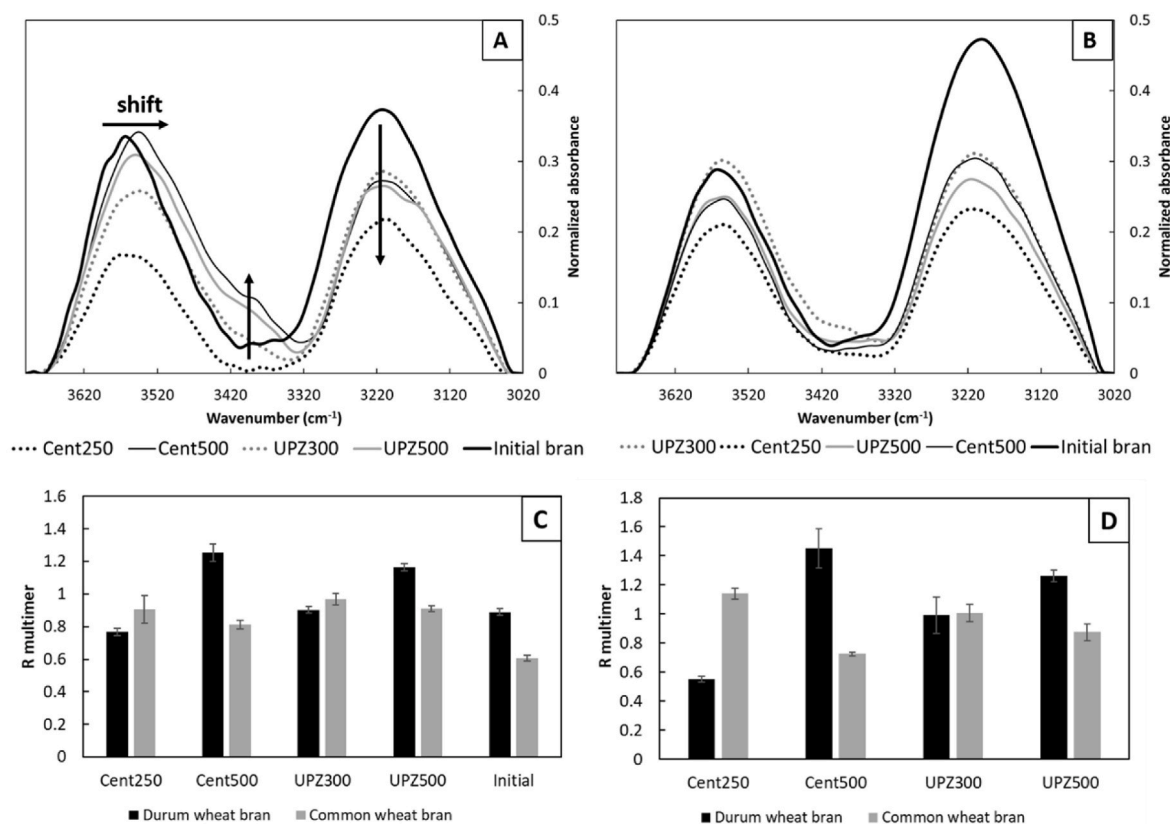 A
shift
0.5
0.4
0.3
0.2
0.1
0
Normalized absorbance
3620 3520 3420 3320 3220 3120 3020
Wavenumber (cm⁻¹)
Cent250 Cent500 UPZ300 UPZ500 Initial bran
B
0.5
0.4
0.3
0.2
0.1
0
Normalized absorbance
3620 3520 3420 3320 3220 3120 3020
Wavenumber (cm⁻¹)
UPZ300 Cent250 UPZ500 Cent500 Initial bran
C
1.6
1.4
1.2
1
0.8
0.6
0.4
0.2
0
R multimer
Cent250 Cent500 UPZ300 UPZ500 Initial
Durum wheat bran Common wheat bran
D
1.8
1.6
1.4
1.2
1
0.8
0.6
0.4
0.2
0
R multimer
Cent250 Cent500 UPZ300 UPZ500
Durum wheat bran Common wheat bran